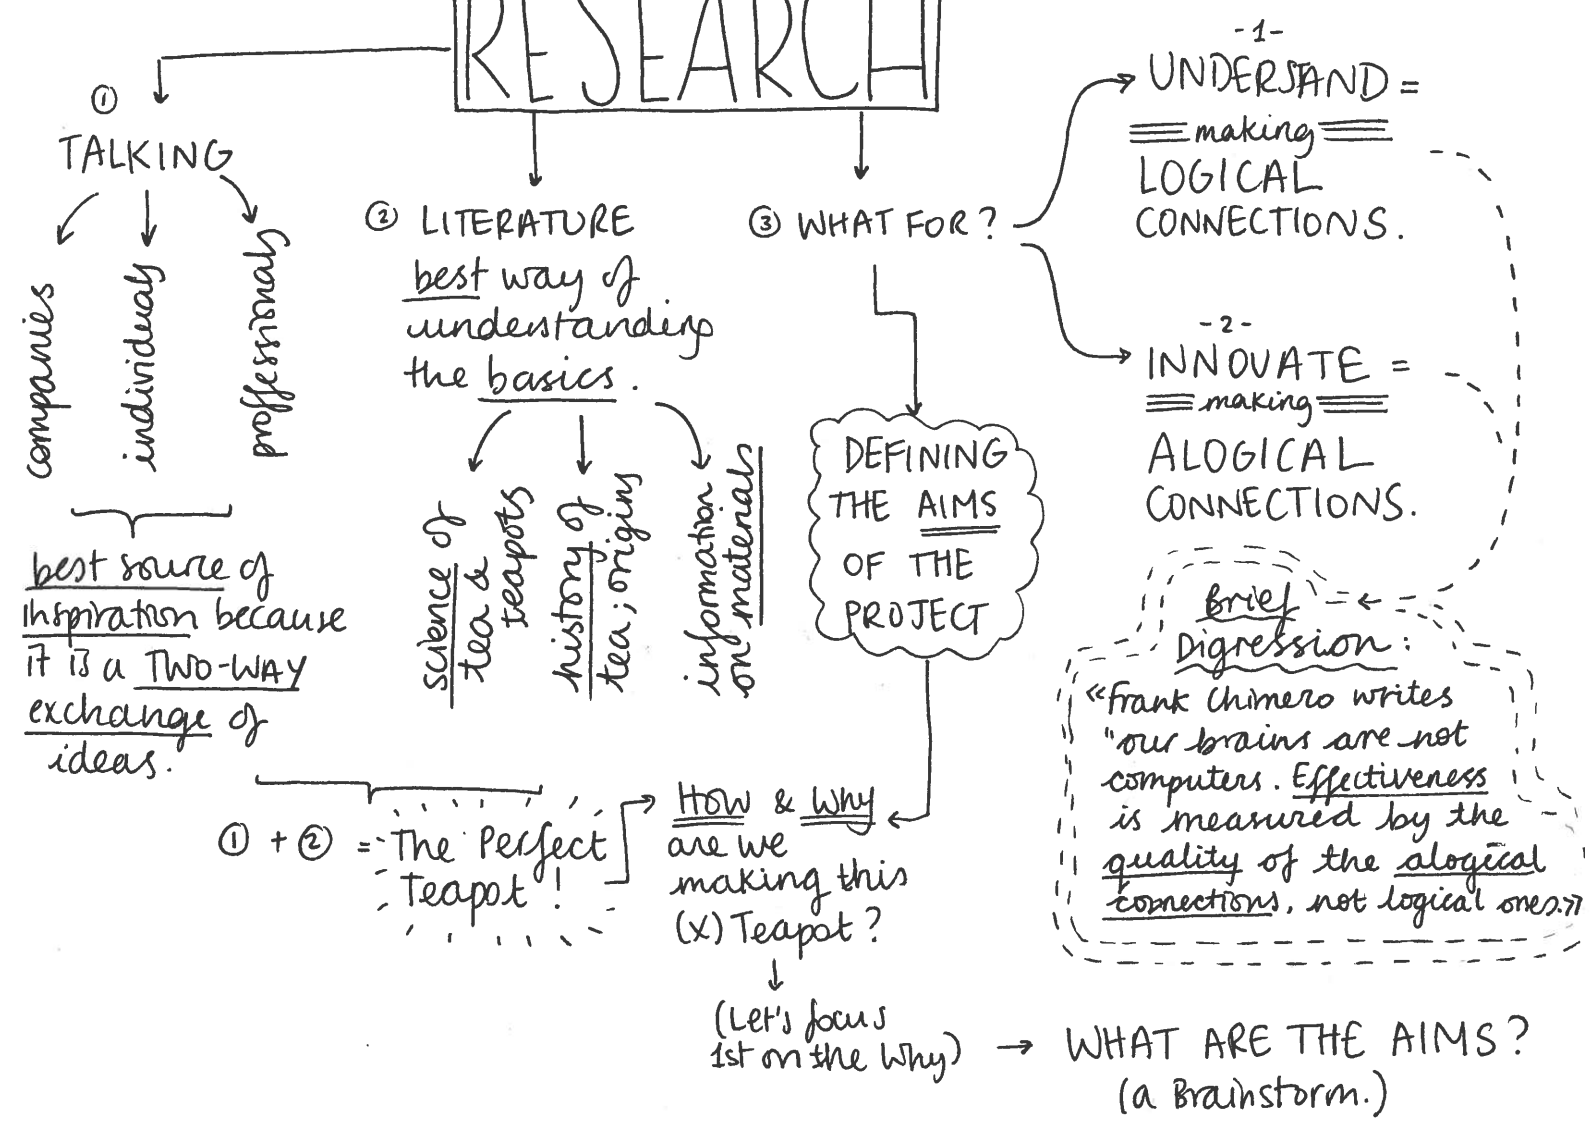 RESEARCH
①
TALKING
companies
individuals
proffessionals
best source of
inspiration because
it is a TWO-WAY
exchange of
ideas.
② LITERATURE
best way of
understanding
the basics.
science of
tea &
teapots
history of
tea; origins
information
on materials
① + ② = The Perfect
Teapot!
③ WHAT FOR?
DEFINING
THE AIMS
OF THE
PROJECT
HOW & Why
are we
making this
(x) Teapot?
(Let's focus
1st on the Why) → WHAT ARE THE AIMS?
(a Brainstorm.)
-1-
UNDERSAND =
making
LOGICAL
CONNECTIONS.
-2-
INNOVATE =
making
ALOGICAL
CONNECTIONS.
Brief
Digression:
«Frank Chimero writes
"our brains are not
computers. Effectiveness
is measured by the
quality of the alogical
connections, not logical ones.»